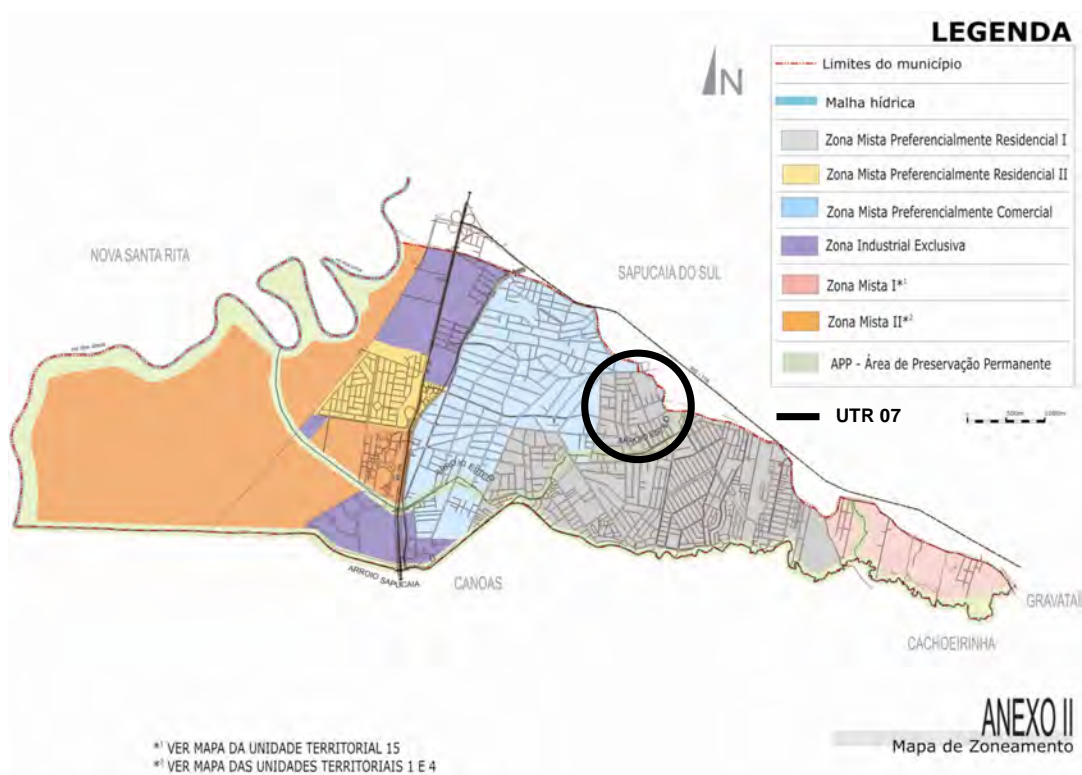 LEGENDA
N
Limites do município
Malha hídrica
Zona Mista Preferencialmente Residencial I
Zona Mista Preferencialmente Residencial II
Zona Mista Preferencialmente Comercial
Zona Industrial Exclusiva
Zona Mista I*¹
Zona Mista II*²
APP - Área de Preservação Permanente
UTR 07
500m 1000m
NOVA SANTA RITA
SAPUCAIA DO SUL
ARROIO SAPUCAIA
CANOAS
GRAVATAÍ
CACHOEIRINHA
ANEXO II
Mapa de Zoneamento
*¹ VER MAPA DA UNIDADE TERRITORIAL 15
*² VER MAPA DAS UNIDADES TERRITORIAIS 1 E 4